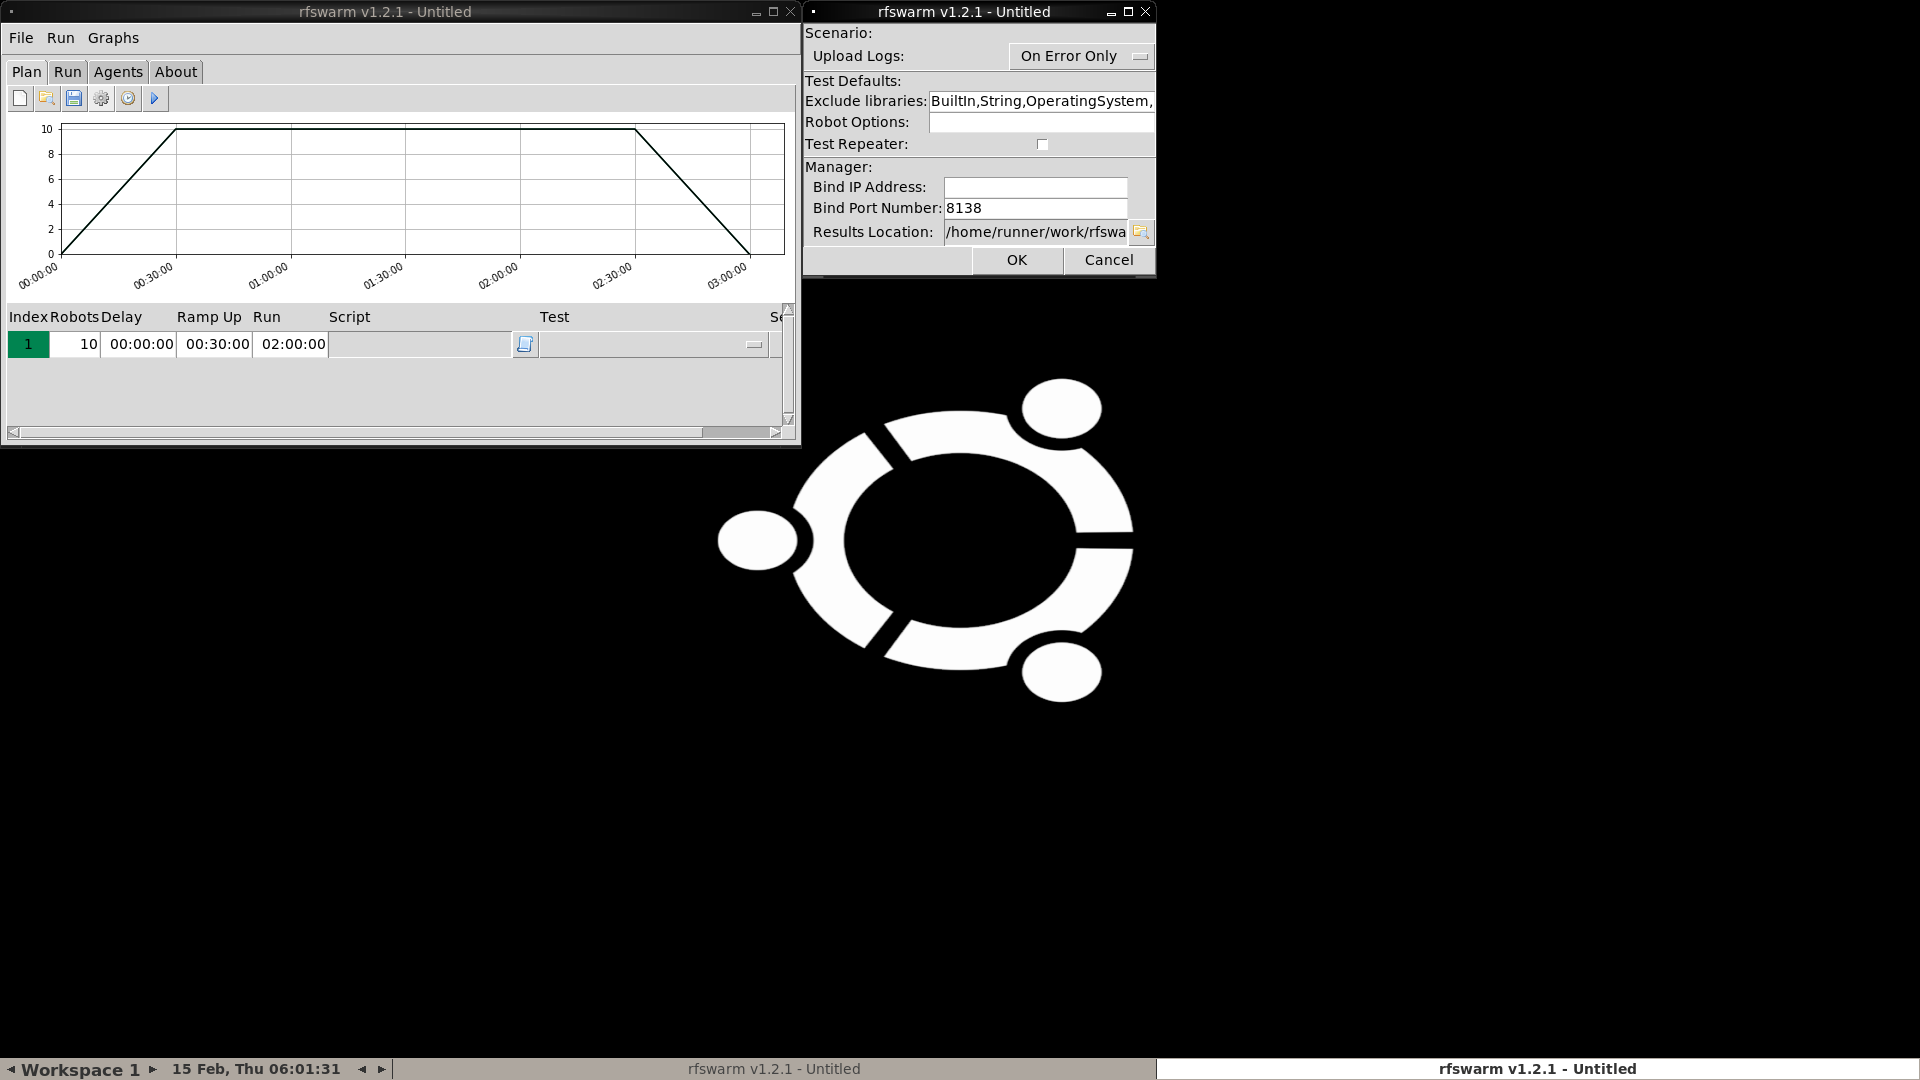 rfswarm v1.2.1 - Untitled
File Run Graphs
Plan Run Agents About
10
8
6
4
2
0
00:00:00 00:30:00 01:00:00 01:30:00 02:00:00 02:30:00 03:00:00
Index Robots Delay Ramp Up Run Script Test Se
1 10 00:00:00 00:30:00 02:00:00
rfswarm v1.2.1 - Untitled
Scenario:
Upload Logs: On Error Only
Test Defaults:
Exclude libraries: BuiltIn,String,OperatingSystem,
Robot Options:
Test Repeater:
Manager:
Bind IP Address:
Bind Port Number: 8138
Results Location: /home/runner/work/rfswa
OK Cancel
Workspace 1 15 Feb, Thu 06:01:31 rfswarm v1.2.1 - Untitled rfswarm v1.2.1 - Untitled